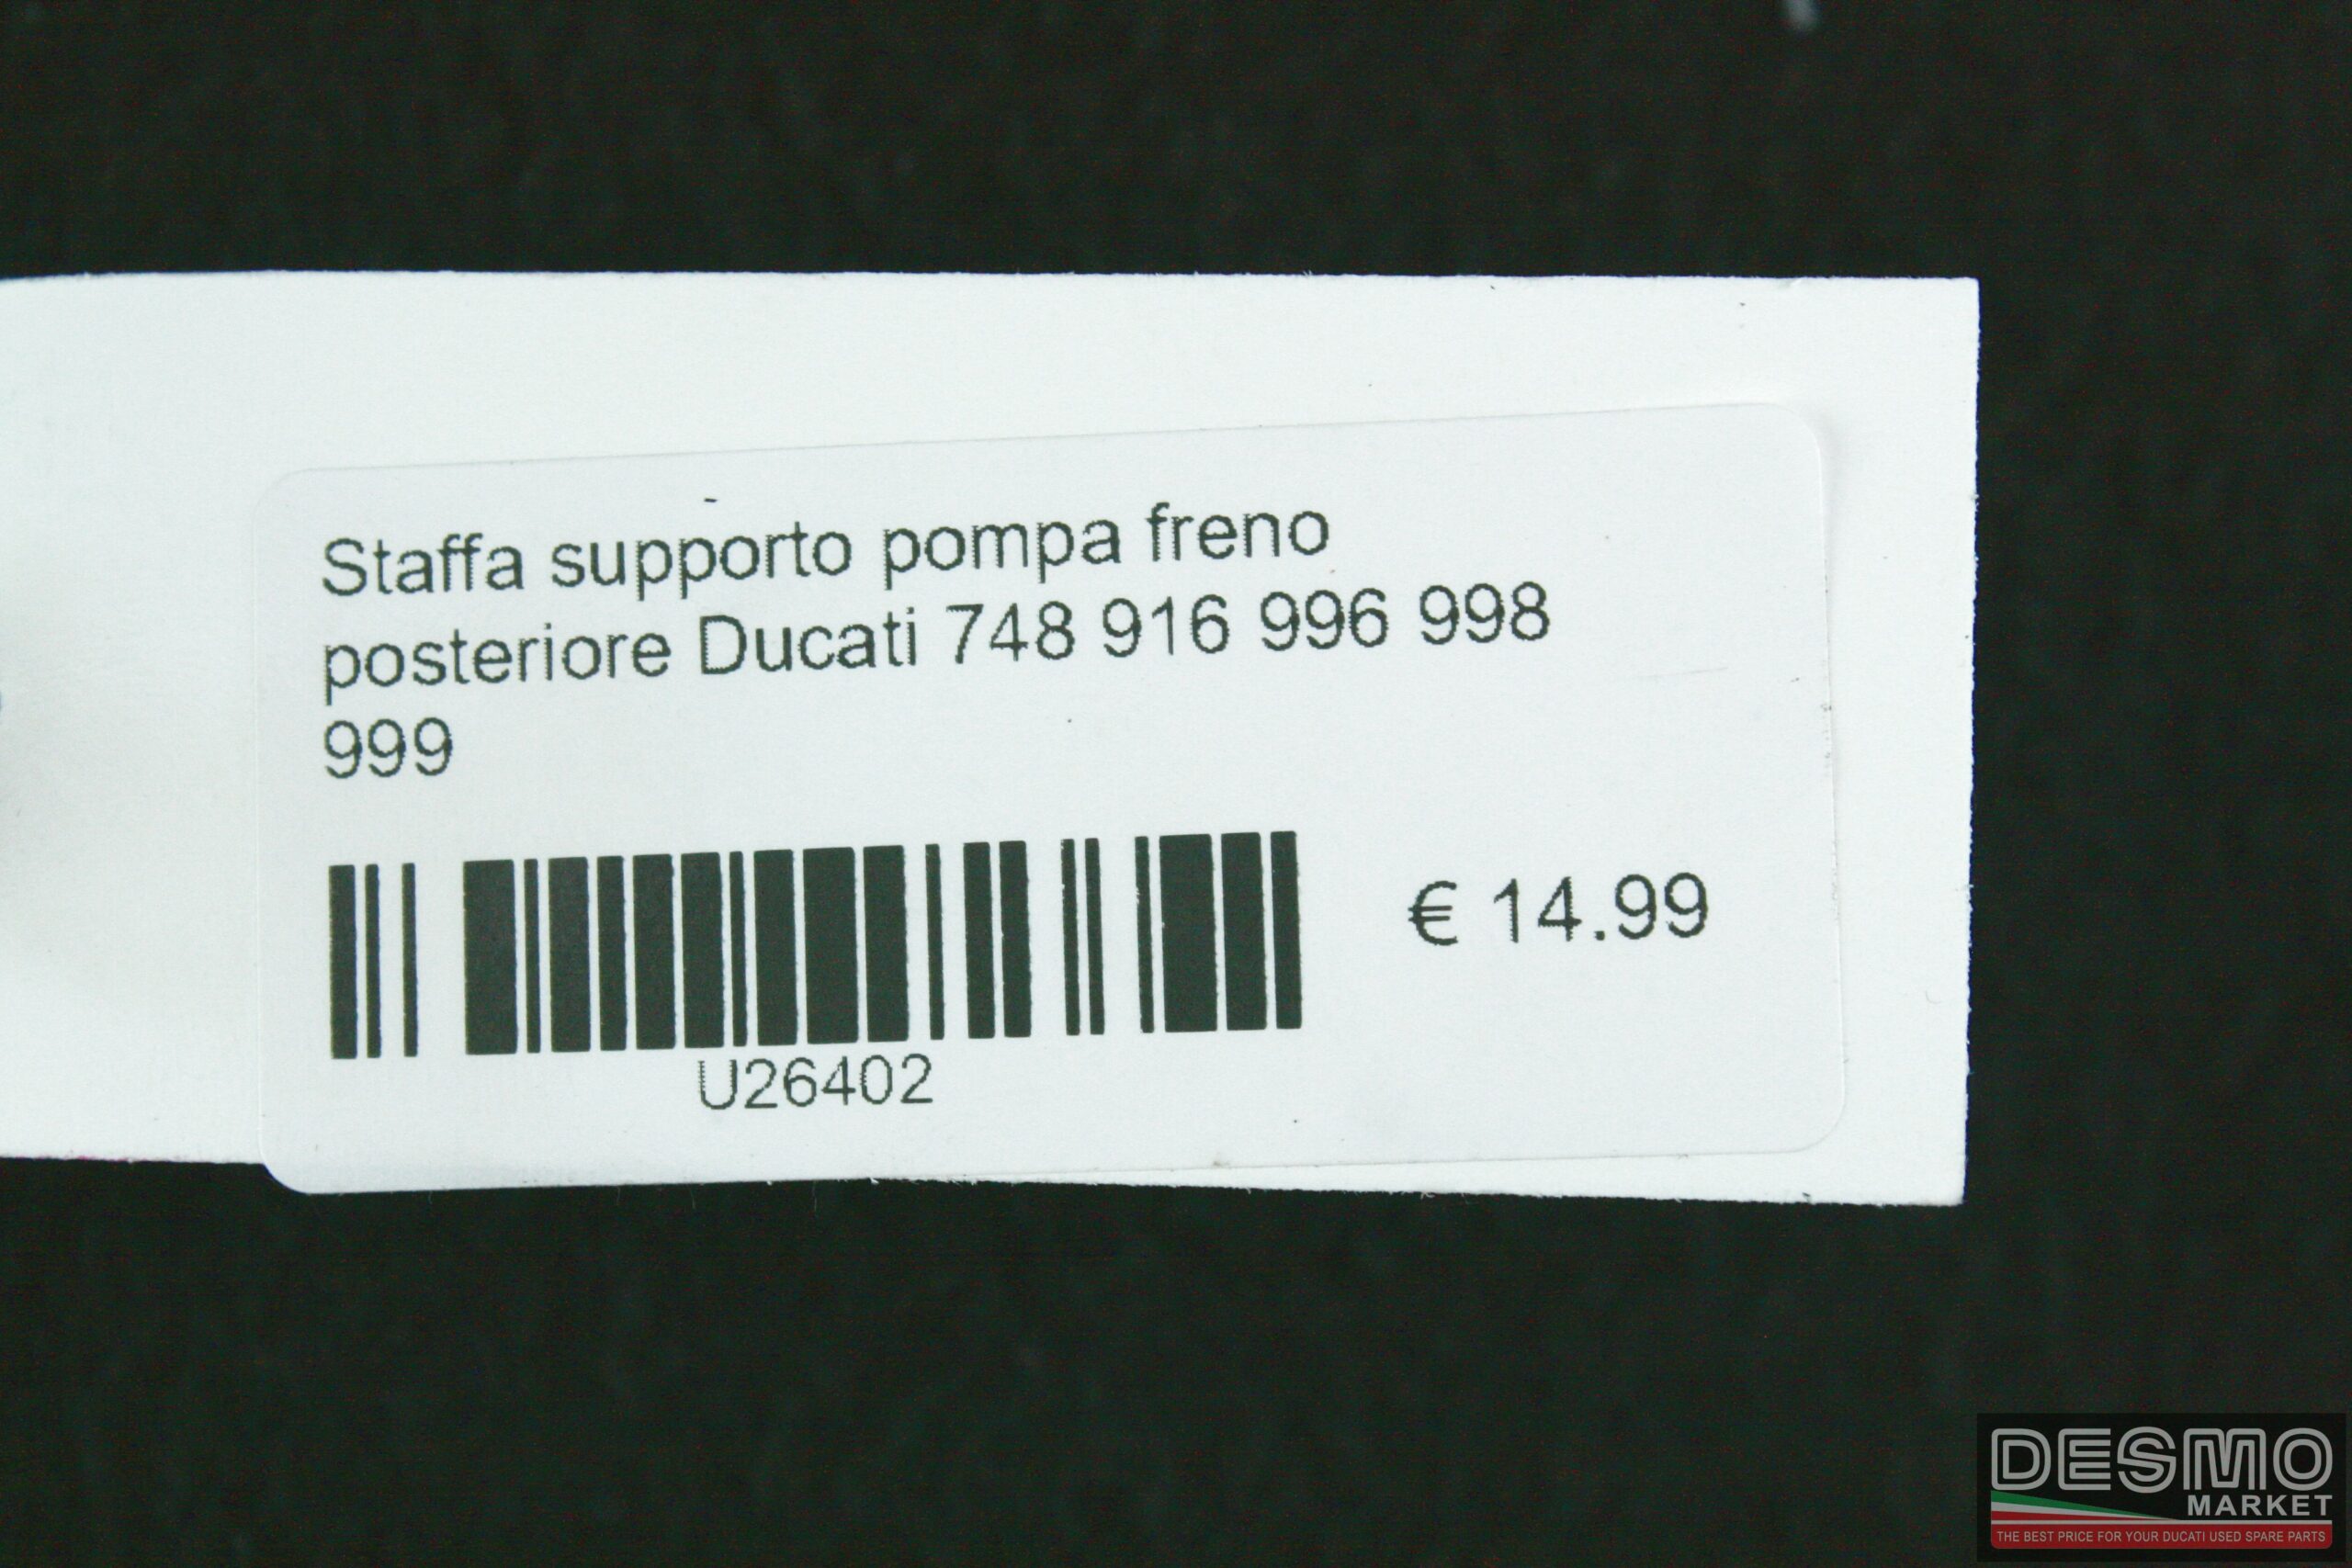 Staffa supporto pompa freno
posteriore Ducati 748 916 996 998
999
€ 14.99
U26402
DESMO
MARKET
THE BEST PRICE FOR YOUR DUCATI USED SPARE PARTS